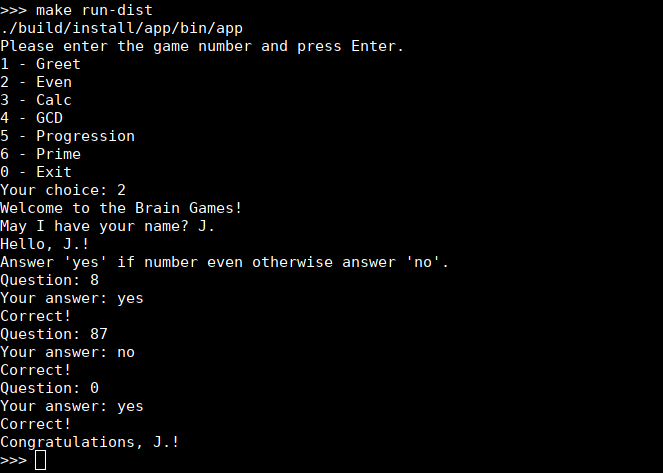 >>> make run-dist
./build/install/app/bin/app
Please enter the game number and press Enter.
1 - Greet
2 - Even
3 - Calc
4 - GCD
5 - Progression
6 - Prime
0 - Exit
Your choice: 2
Welcome to the Brain Games!
May I have your name? J.
Hello, J.!
Answer 'yes' if number even otherwise answer 'no'.
Question: 8
Your answer: yes
Correct!
Question: 87
Your answer: no
Correct!
Question: 0
Your answer: yes
Correct!
Congratulations, J.!
>>>